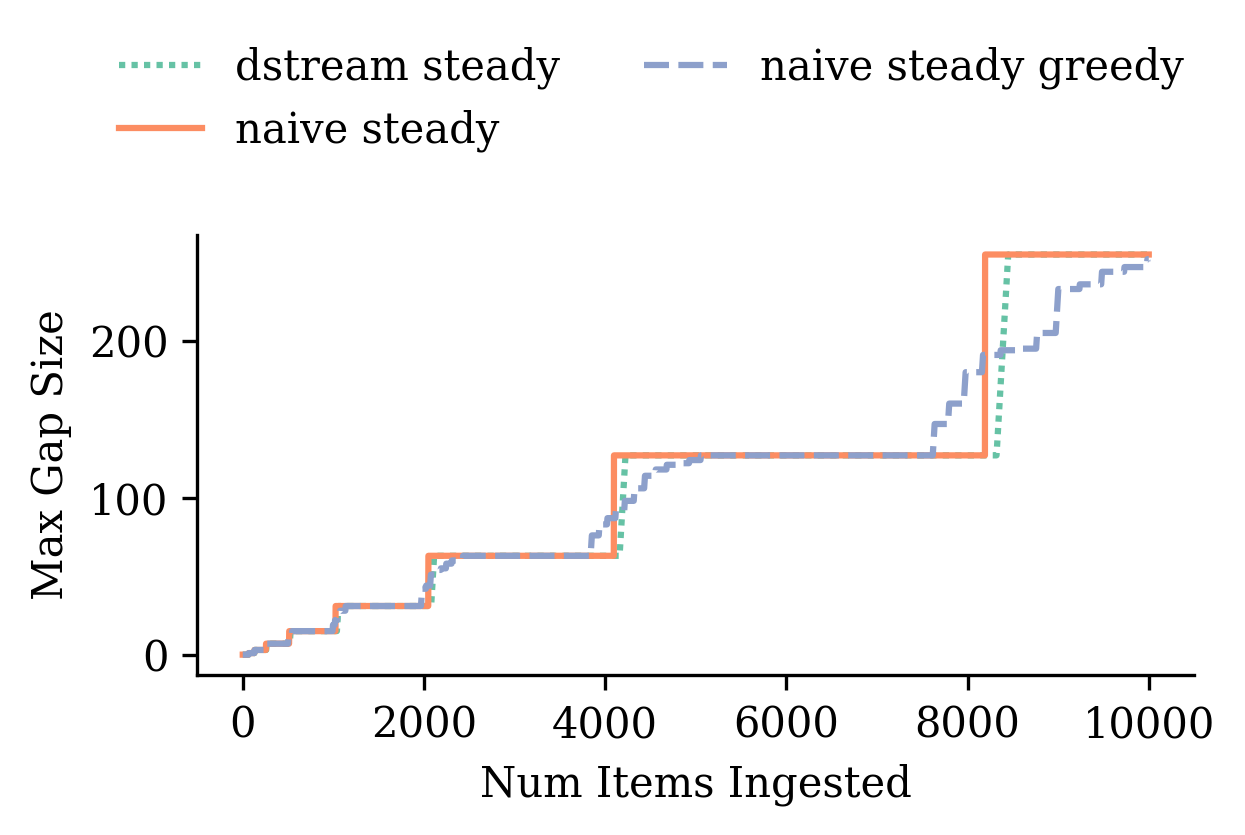 dstream steady
naive steady greedy
naive steady
Max Gap Size
200
100
0
0
2000
4000
6000
8000
10000
Num Items Ingested